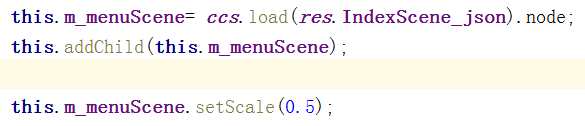 this.m_menuScene= ccs.load(res.IndexScene_json).node;
this.addChild(this.m_menuScene);
this.m_menuScene.setScale(0.5);